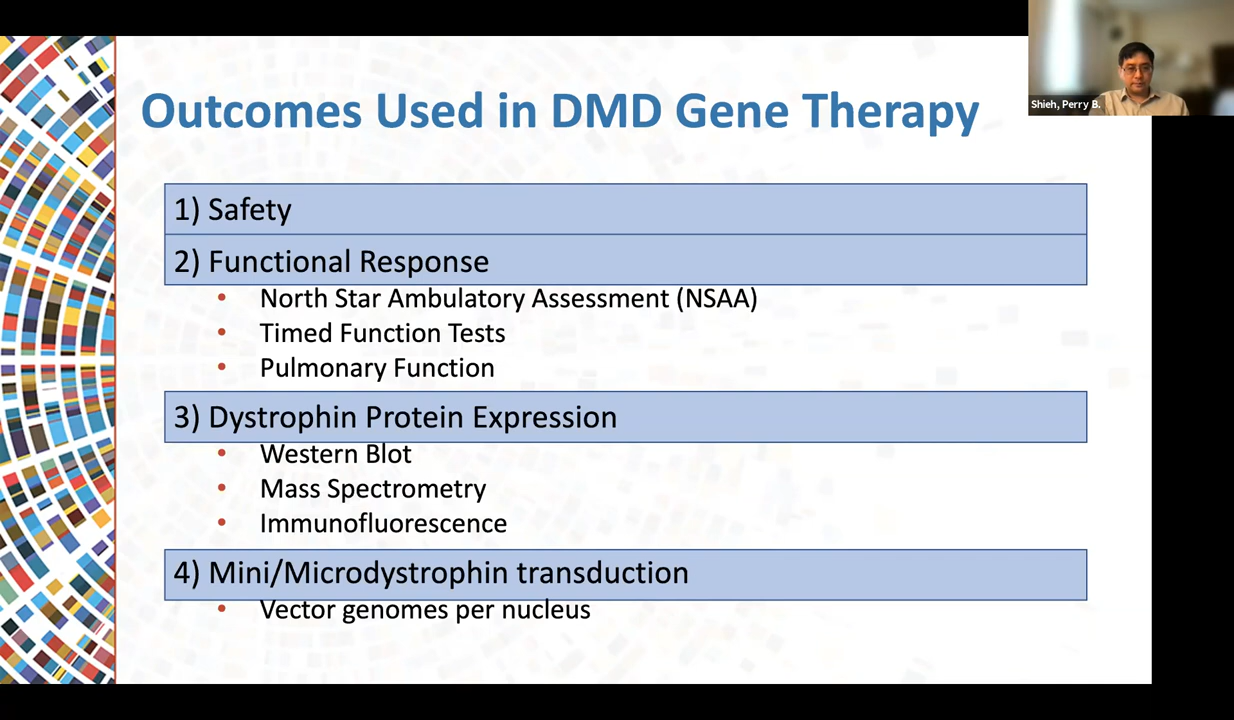 Outcomes Used in DMD Gene Therapy
Shieh, Perry B.
1) Safety
2) Functional Response
• North Star Ambulatory Assessment (NSAA)
• Timed Function Tests
• Pulmonary Function
3) Dystrophin Protein Expression
• Western Blot
• Mass Spectrometry
• Immunofluorescence
4) Mini/Microdystrophin transduction
• Vector genomes per nucleus